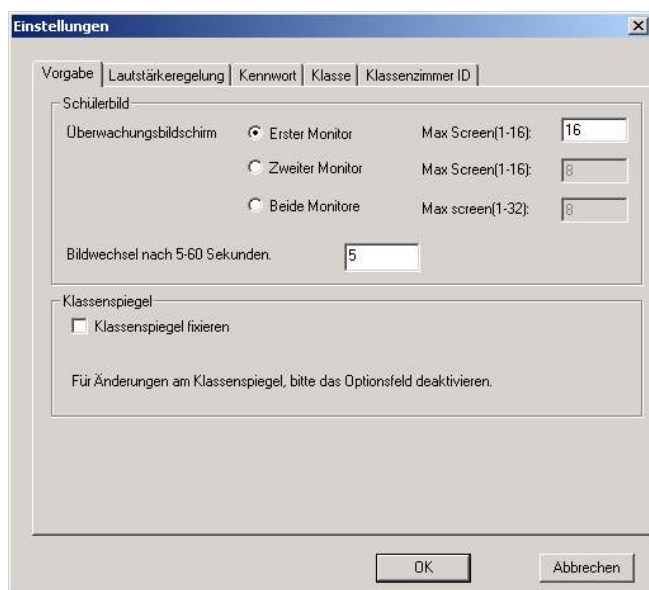 Einstellungen
Vorgabe Lautstärkeregelung Kennwort Klasse Klassenzimmer ID
Schülerbild
Überwachungsbildschirm Erster Monitor Max Screen(1-16): 16
Zweiter Monitor Max Screen(1-16): 8
Beide Monitore Max screen(1-32): 8
Bildwechsel nach 5-60 Sekunden. 5
Klassenspiegel
Klassenspiegel fixieren
Für Änderungen am Klassenspiegel, bitte das Optionsfeld deaktivieren.
OK Abbrechen